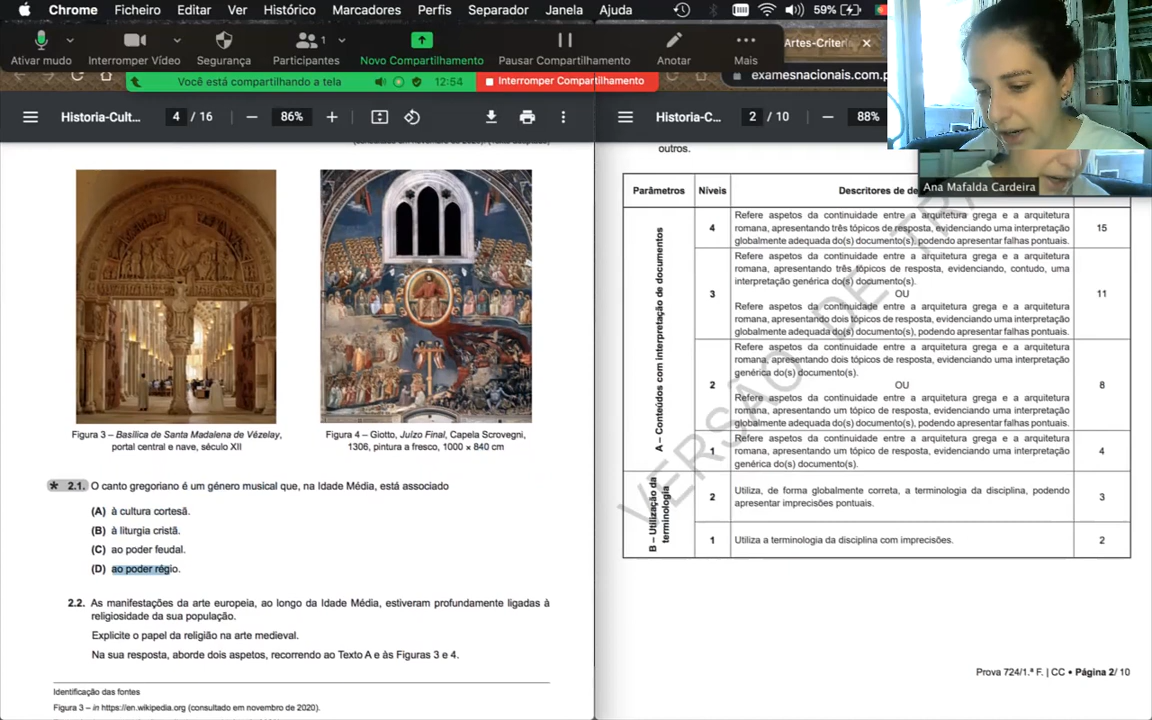 Chrome Ficheiro Editar Ver Histórico Marcadores Perfis Separador Janela Ajuda 59%
Ativar mudo Interromper Vídeo Segurança Participantes 1 Novo Compartilhamento Pausar Compartilhamento Anotar Mais
Artes-Criteri
Você está compartilhando a tela 12:54 Interromper Compartilhamento
examesnacionais.com.p
Historia-Cult... 4 / 16 86%
Historia-C... 2 / 10 88%
Ana Mafalda Cardeira
(consultado em novembro de 2020). (Texto adaptado)
Figura 3 – Basílica de Santa Madalena de Vézelay,
portal central e nave, século XII
Figura 4 – Giotto, Juízo Final, Capela Scrovegni,
1306, pintura a fresco, 1000 × 840 cm
* 2.1. O canto gregoriano é um género musical que, na Idade Média, está associado
(A) à cultura cortesã.
(B) à liturgia cristã.
(C) ao poder feudal.
(D) ao poder régio.
2.2. As manifestações da arte europeia, ao longo da Idade Média, estiveram profundamente ligadas à
religiosidade da sua população.
Explicite o papel da religião na arte medieval.
Na sua resposta, aborde dois aspetos, recorrendo ao Texto A e às Figuras 3 e 4.
Identificação das fontes
Figura 3 – in https://en.wikipedia.org (consultado em novembro de 2020).
outros.
Parâmetros Níveis Descritores de de
A – Conteúdos com interpretação de documentos
4
Refere aspetos da continuidade entre a arquitetura grega e a arquitetura
romana, apresentando três tópicos de resposta, evidenciando uma interpretação
globalmente adequada do(s) documento(s), podendo apresentar falhas pontuais.
15
3
Refere aspetos da continuidade entre a arquitetura grega e a arquitetura
romana, apresentando três tópicos de resposta, evidenciando, contudo, uma
interpretação genérica do(s) documento(s).
OU
Refere aspetos da continuidade entre a arquitetura grega e a arquitetura
romana, apresentando dois tópicos de resposta, evidenciando uma interpretação
globalmente adequada do(s) documento(s), podendo apresentar falhas pontuais.
11
2
Refere aspetos da continuidade entre a arquitetura grega e a arquitetura
romana, apresentando dois tópicos de resposta, evidenciando uma interpretação
genérica do(s) documento(s).
OU
Refere aspetos da continuidade entre a arquitetura grega e a arquitetura
romana, apresentando um tópico de resposta, evidenciando uma interpretação
globalmente adequada do(s) documento(s), podendo apresentar falhas pontuais.
8
1
Refere aspetos da continuidade entre a arquitetura grega e a arquitetura
romana, apresentando um tópico de resposta, evidenciando uma interpretação
genérica do(s) documento(s).
4
B – Utilização da
terminologia
2
Utiliza, de forma globalmente correta, a terminologia da disciplina, podendo
apresentar imprecisões pontuais.
3
1
Utiliza a terminologia da disciplina com imprecisões.
2
VERSÃO DE TRA
Prova 724/1.ª F. | CC • Página 2/ 10